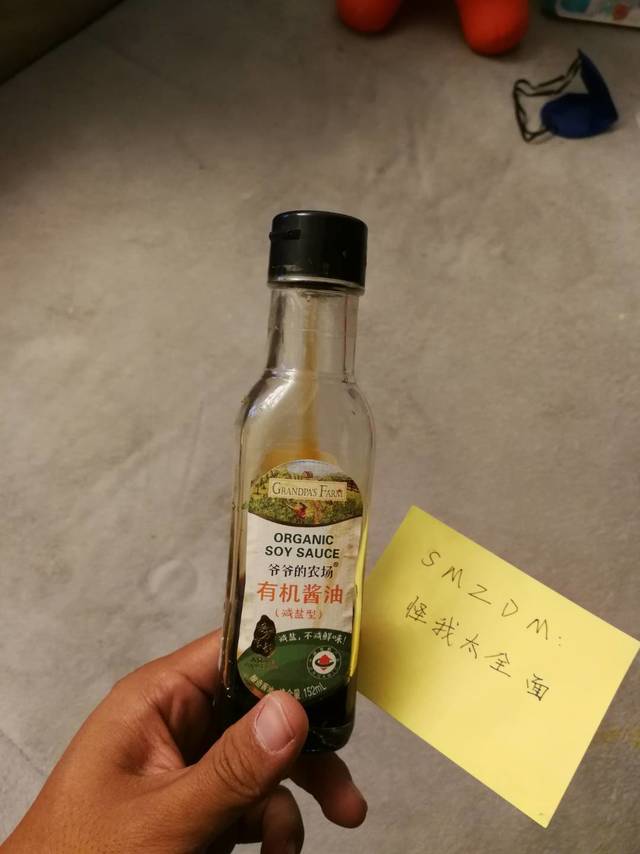 GRANDPA'S FARM
ORGANIC
SOY SAUCE
爷爷的农场®
有机酱油
(减盐型)
减盐,不减鲜味!
152mL
SMZDM:
怪我太全面